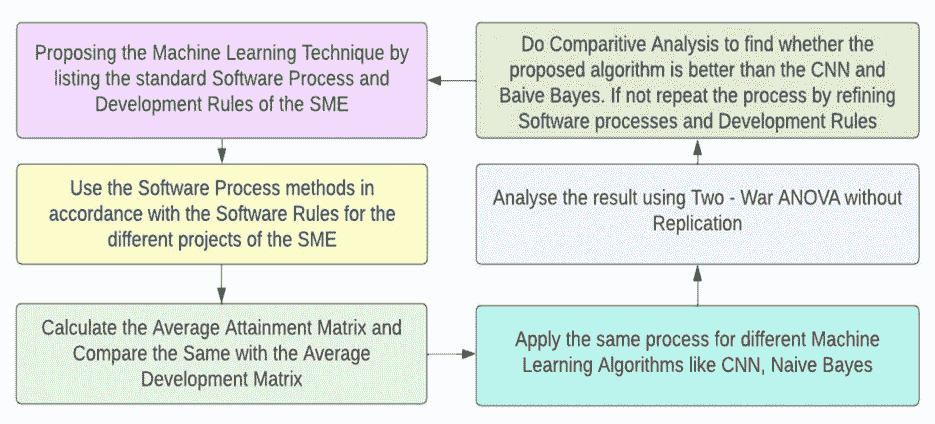 Proposing the Machine Learning Technique by
listing the standard Software Process and
Development Rules of the SME
Use the Software Process methods in
accordance with the Software Rules for the
different projects of the SME
Calculate the Average Attainment Matrix and
Compare the Same with the Average
Development Matrix
Apply the same process for different Machine
Learning Algorithms like CNN, Naive Bayes
Analyse the result using Two - War ANOVA without
Replication
Do Comparitive Analysis to find whether the
proposed algorithm is better than the CNN and
Baive Bayes. If not repeat the process by refining
Software processes and Development Rules